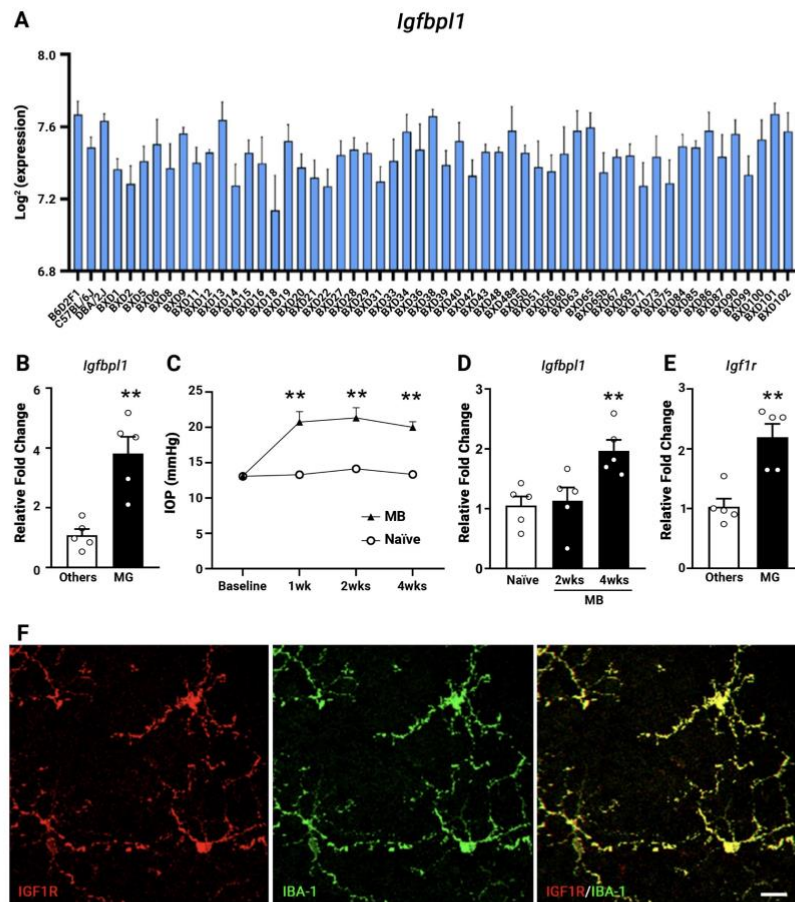 A
Igfbpl1
Log² (expression)
8.0
7.6
7.2
6.8
B6D2F1
C57BL/6J
DBA/2J
BXD1
BXD2
BXD5
BXD6
BXD8
BXD9
BXD11
BXD12
BXD13
BXD14
BXD15
BXD16
BXD18
BXD19
BXD20
BXD21
BXD22
BXD27
BXD28
BXD29
BXD31
BXD33
BXD34
BXD36
BXD38
BXD39
BXD40
BXD42
BXD43
BXD48
BXD48a
BXD50
BXD51
BXD56
BXD60
BXD63
BXD65
BXD65b
BXD67
BXD69
BXD71
BXD73
BXD75
BXD84
BXD85
BXD86
BXD87
BXD90
BXD99
BXD100
BXD101
BXD102
B
Igfbpl1
Relative Fold Change
6
4
2
0
**
Others MG
C
IOP (mmHg)
25
20
15
10
5
0
** ** **
MB
Naïve
Baseline 1wk 2wks 4wks
D
Igfbpl1
Relative Fold Change
3
2
1
0
**
Naïve 2wks 4wks
MB
E
Igf1r
Relative Fold Change
3
2
1
0
**
Others MG
F
IGF1R
IBA-1
IGF1R/IBA-1